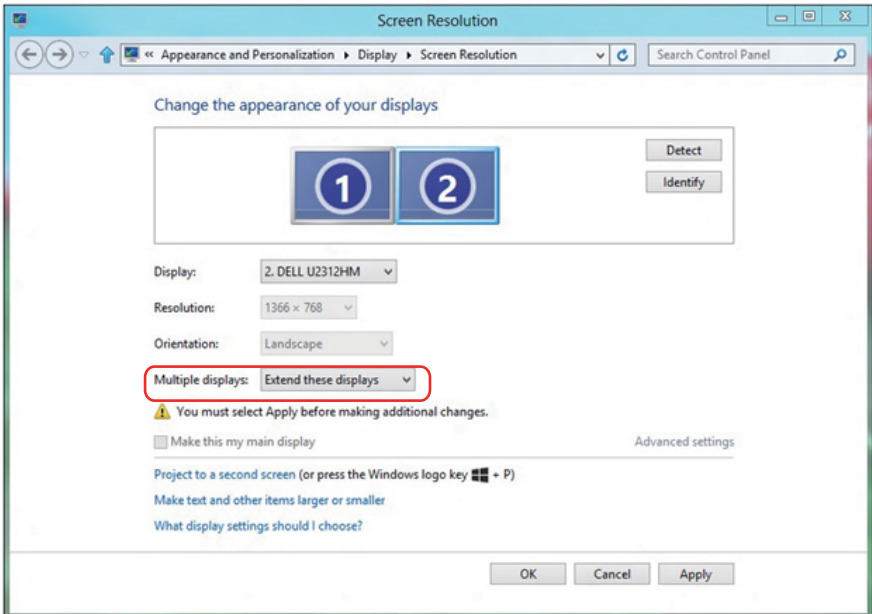 Screen Resolution
« Appearance and Personalization ▸ Display ▸ Screen Resolution
Search Control Panel
Change the appearance of your displays
1 2
Detect
Identify
Display: 2. DELL U2312HM
Resolution: 1366 × 768
Orientation: Landscape
Multiple displays: Extend these displays
You must select Apply before making additional changes.
Make this my main display Advanced settings
Project to a second screen (or press the Windows logo key + P)
Make text and other items larger or smaller
What display settings should I choose?
OK Cancel Apply